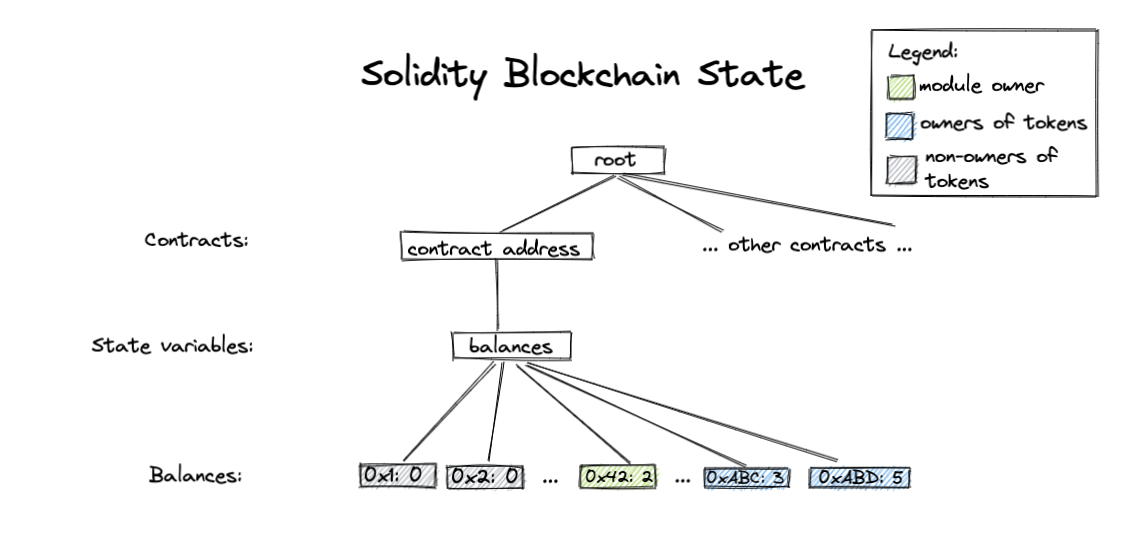 Solidity Blockchain State
Legend:
module owner
owners of tokens
non-owners of
tokens
root
Contracts:
contract address
... other contracts ...
State variables:
balances
Balances:
0x1: 0
0x2: 0
...
0x42: 2
...
0xABC: 3
0xABD: 5